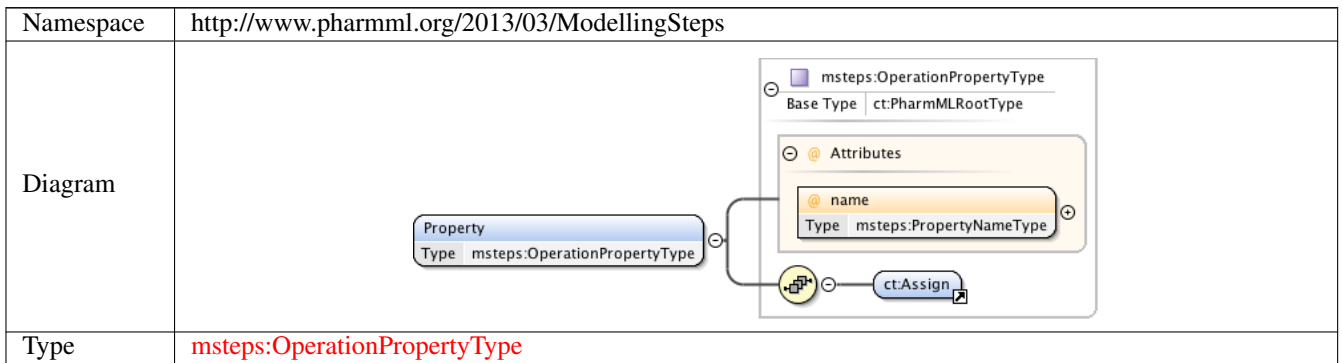 Namespace http://www.pharmml.org/2013/03/ModellingSteps
Diagram
msteps:OperationPropertyType
Base Type ct:PharmMLRootType
@ Attributes
@ name
Type msteps:PropertyNameType
Property
Type msteps:OperationPropertyType
ct:Assign
Type msteps:OperationPropertyType